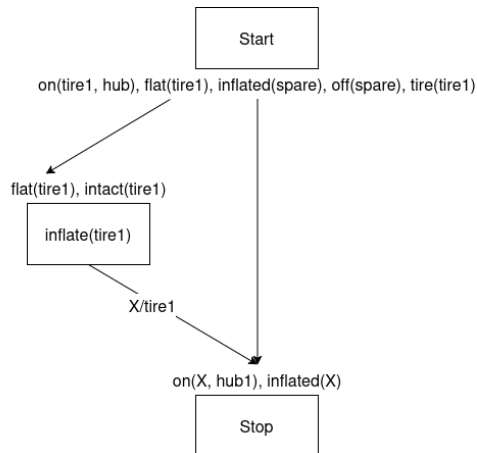 Start
on(tire1, hub), flat(tire1), inflated(spare), off(spare), tire(tire1)
flat(tire1), intact(tire1)
inflate(tire1)
X/tire1
on(X, hub1), inflated(X)
Stop